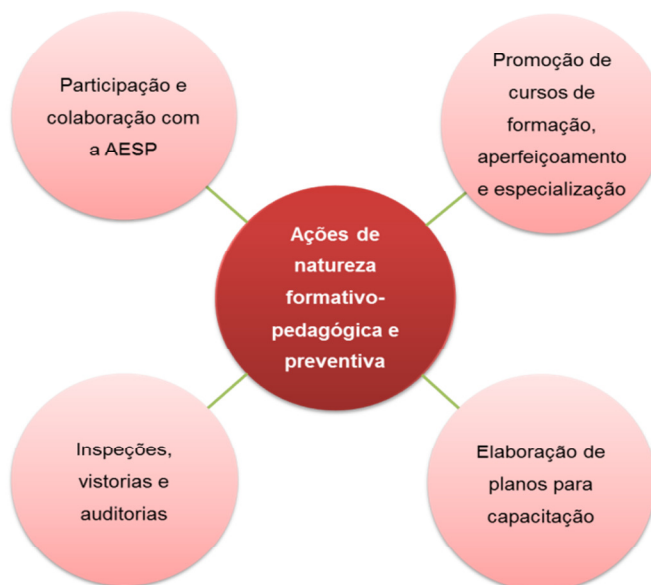 Participação e
colaboração com
a AESP
Promoção de
cursos de
formação,
aperfeiçoamento
e especialização
Ações de
natureza
formativo-
pedagógica e
preventiva
Inspeções,
vistorias e
auditorias
Elaboração de
planos para
capacitação